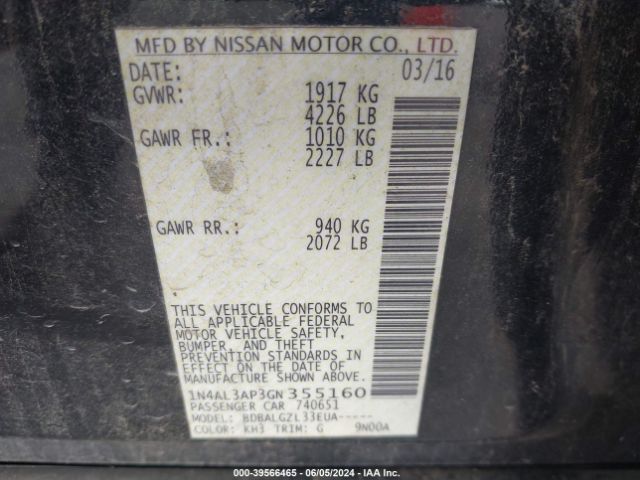 MFD BY NISSAN MOTOR CO., LTD.
DATE: 03/16
GVWR: 1917 KG
4226 LB
GAWR FR.: 1010 KG
2227 LB
GAWR RR.: 940 KG
2072 LB
THIS VEHICLE CONFORMS TO
ALL APPLICABLE FEDERAL
MOTOR VEHICLE SAFETY,
BUMPER, AND THEFT
PREVENTION STANDARDS IN
EFFECT ON THE DATE OF
MANUFACTURE SHOWN ABOVE.
1N4AL3AP3GN355160
PASSENGER CAR 740651
MODEL: BDBALGZL33EUA-----
COLOR: KH3 TRIM: G 9N00A
000-39566465 - 06/05/2024 - IAA Inc.